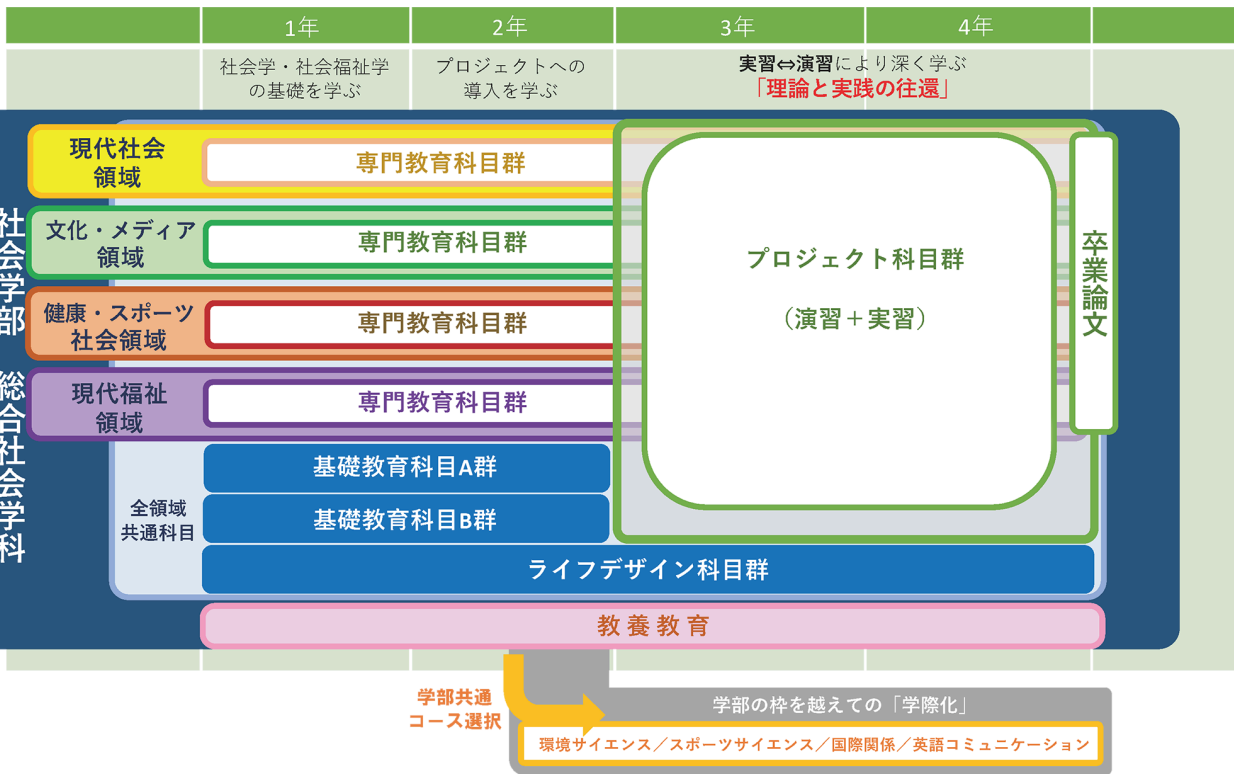 1年
2年
3年
4年
社会学・社会福祉学
の基礎を学ぶ
プロジェクトへの
導入を学ぶ
実習⇔演習により深く学ぶ
「理論と実践の往還」
社会学部 総合社会学科
現代社会
領域
専門教育科目群
文化・メディア
領域
専門教育科目群
健康・スポーツ
社会領域
専門教育科目群
現代福祉
領域
専門教育科目群
プロジェクト科目群
（演習＋実習）
卒業論文
全領域
共通科目
基礎教育科目A群
基礎教育科目B群
ライフデザイン科目群
教養教育
学部共通
コース選択
学部の枠を越えての「学際化」
環境サイエンス／スポーツサイエンス／国際関係／英語コミュニケーション